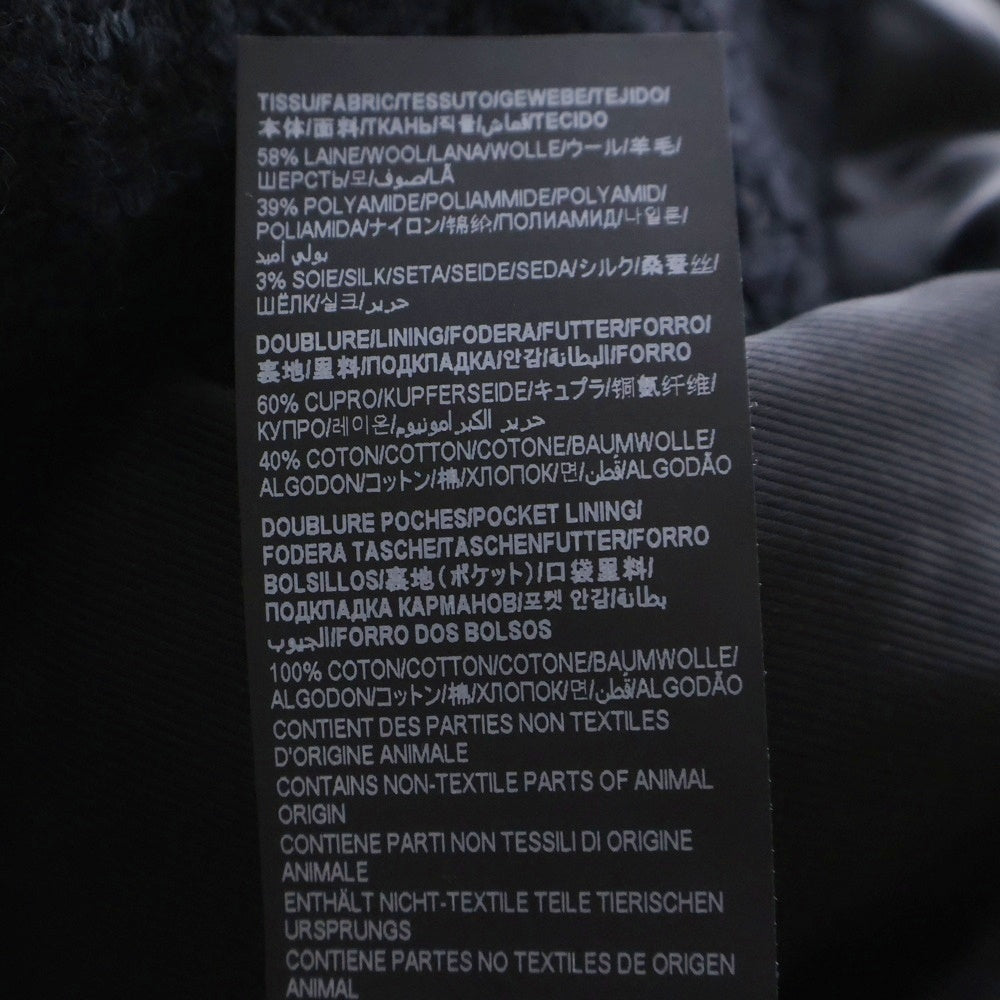 TISSU/FABRIC/TESSUTO/GEWEBE/TEJIDO/
本体/面料/ТКАНЬ/직물/قماش/TECIDO
58% LAINE/WOOL/LANA/WOLLE/ウール/羊毛/
ШЕРСТЬ/모/صوف/LÃ
39% POLYAMIDE/POLIAMMIDE/POLYAMID/
POLIAMIDA/ナイロン/锦纶/ПОЛИАМИД/나일론/
بولي أميد
3% SOIE/SILK/SETA/SEIDE/SEDA/シルク/桑蚕丝/
ШЁЛК/실크/حرير
DOUBLURE/LINING/FODERA/FUTTER/FORRO/
裏地/里料/ПОДКЛАДКА/안감/البطانة/FORRO
60% CUPRO/KUPFERSEIDE/キュプラ/铜氨纤维/
КУПРО/레이온/حرير الكبر امونيوم
40% COTON/COTTON/COTONE/BAUMWOLLE/
ALGODON/コットン/棉/ХЛОПОК/면/قطن/ALGODÃO
DOUBLURE POCHES/POCKET LINING/
FODERA TASCHE/TASCHENFUTTER/FORRO
BOLSILLOS/裏地(ポケット)/口袋里料/
ПОДКЛАДКА КАРМАНОВ/포켓 안감/بطانة
الجيوب/FORRO DOS BOLSOS
100% COTON/COTTON/COTONE/BAUMWOLLE/
ALGODON/コットン/棉/ХЛОПОК/면/قطن/ALGODÃO
CONTIENT DES PARTIES NON TEXTILES
D'ORIGINE ANIMALE
CONTAINS NON-TEXTILE PARTS OF ANIMAL
ORIGIN
CONTIENE PARTI NON TESSILI DI ORIGINE
ANIMALE
ENTHÄLT NICHT-TEXTILE TEILE TIERISCHEN
URSPRUNGS
CONTIENE PARTES NO TEXTILES DE ORIGEN
ANIMAL